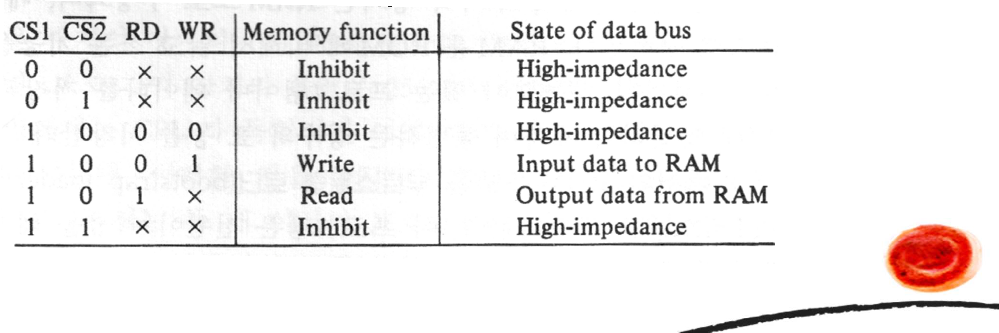 CS1 CS2 RD WR Memory function State of data bus
0 0 × × Inhibit High-impedance
0 1 × × Inhibit High-impedance
1 0 0 0 Inhibit High-impedance
1 0 0 1 Write Input data to RAM
1 0 1 × Read Output data from RAM
1 1 × × Inhibit High-impedance